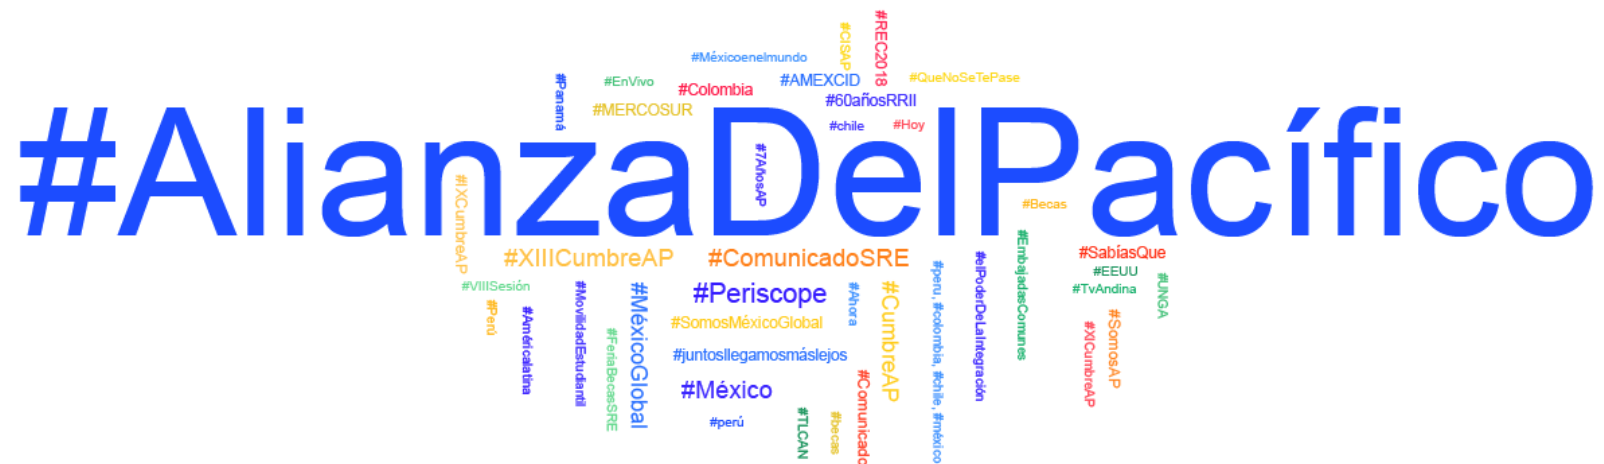 #CISAP
#REC2018
#Méxicoenelmundo
#Panamá
#EnVivo
#Colombia
#AMEXCID
#QueNoSeTePase
#MERCOSUR
#60añosRRII
#chile
#Hoy
#AlianzaDelPacífico
#7AñosAP
#IXCumbreAP
#Becas
#XIIICumbreAP
#ComunicadoSRE
#EmbajadasComunes
#SabíasQue
#EEUU
#TvAndina
#UNGA
#VIIISesión
#Perú
#Américalatina
#MovilidadEstudiantil
#FeriaBecasSRE
#MéxicoGlobal
#Periscope
#Ahora
#CumbreAP
#peru, #colombia, #chile, #méxico
#elPoderDeLaIntegración
#SomosMéxicoGlobal
#juntosllegamosmáslejos
#México
#perú
#XICumbreAP
#SomosAP
#TLCAN
#becas
#Comunicado